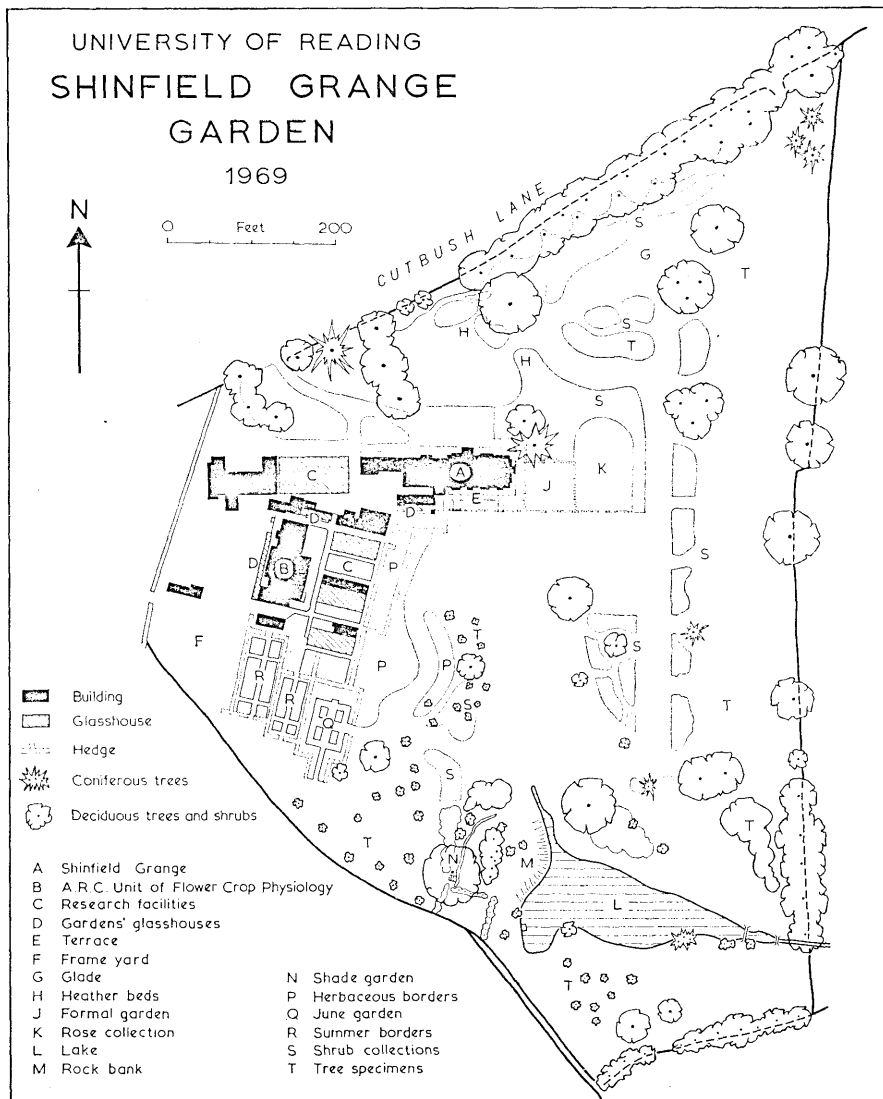 UNIVERSITY OF READING
SHINFIELD GRANGE
GARDEN
1969
N
0 Feet 200
CUTBUSH LANE
S
G
T
H
S
T
H
S
C
A
J
K
D
E
D
D
B
C
P
S
F
T
P
P
S
R
R
S
T
Q
S
T
T
N
M
L
T
Building
Glasshouse
Hedge
Coniferous trees
Deciduous trees and shrubs
A Shinfield Grange
B A.R.C. Unit of Flower Crop Physiology
C Research facilities
D Gardens' glasshouses
E Terrace
F Frame yard
G Glade
H Heather beds
J Formal garden
K Rose collection
L Lake
M Rock bank
N Shade garden
P Herbaceous borders
Q June garden
R Summer borders
S Shrub collections
T Tree specimens